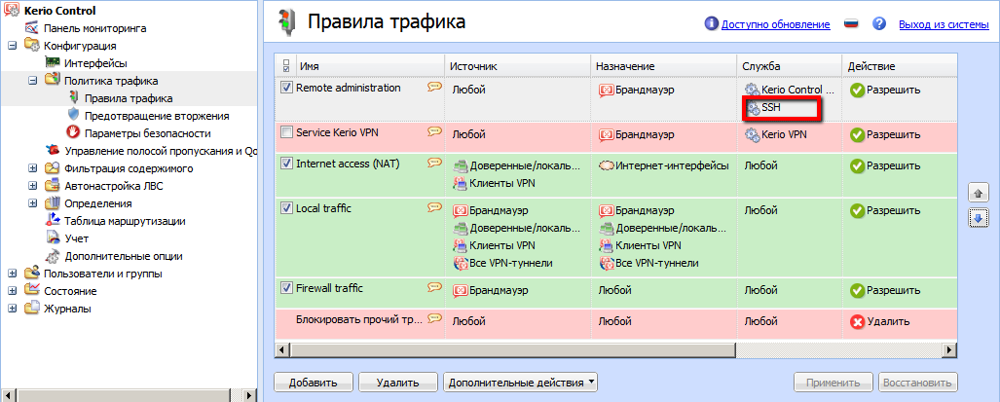 Kerio Control
Панель мониторинга
Конфигурация
Интерфейсы
Политика трафика
Правила трафика
Предотвращение вторжения
Параметры безопасности
Управление полосой пропускания и Qo
Фильтрация содержимого
Автонастройка ЛВС
Определения
Таблица маршрутизации
Учет
Дополнительные опции
Пользователи и группы
Состояние
Журналы
Правила трафика
Доступно обновление
Выход из системы
Имя Источник Назначение Служба Действие
Remote administration Любой Брандмауэр Kerio Control ... Разрешить
SSH
Service Kerio VPN Любой Брандмауэр Kerio VPN Разрешить
Internet access (NAT) Доверенные/локаль... Интернет-интерфейсы Любой Разрешить
Клиенты VPN
Local traffic Брандмауэр Брандмауэр Любой Разрешить
Доверенные/локаль... Доверенные/локаль...
Клиенты VPN Клиенты VPN
Все VPN-туннели Все VPN-туннели
Firewall traffic Брандмауэр Любой Любой Разрешить
Блокировать прочий тр... Любой Любой Любой Удалить
Добавить Удалить Дополнительные действия Применить Восстановить